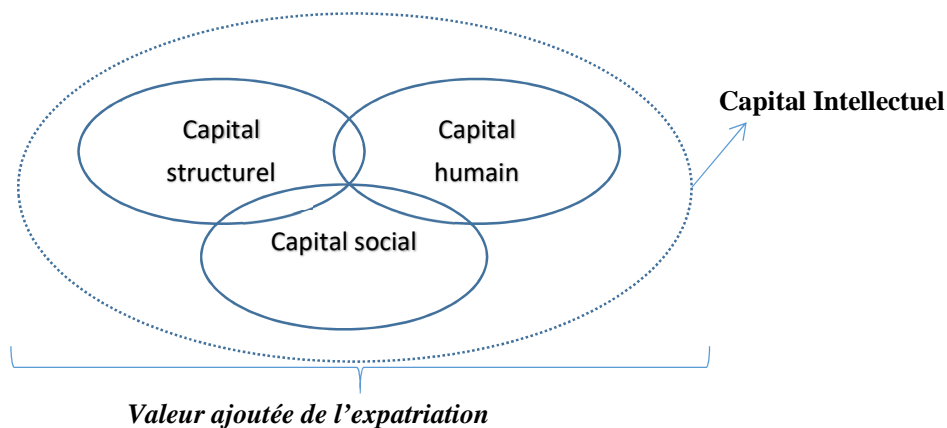 Capital Intellectuel
Capital
structurel
Capital
humain
Capital social
Valeur ajoutée de l’expatriation